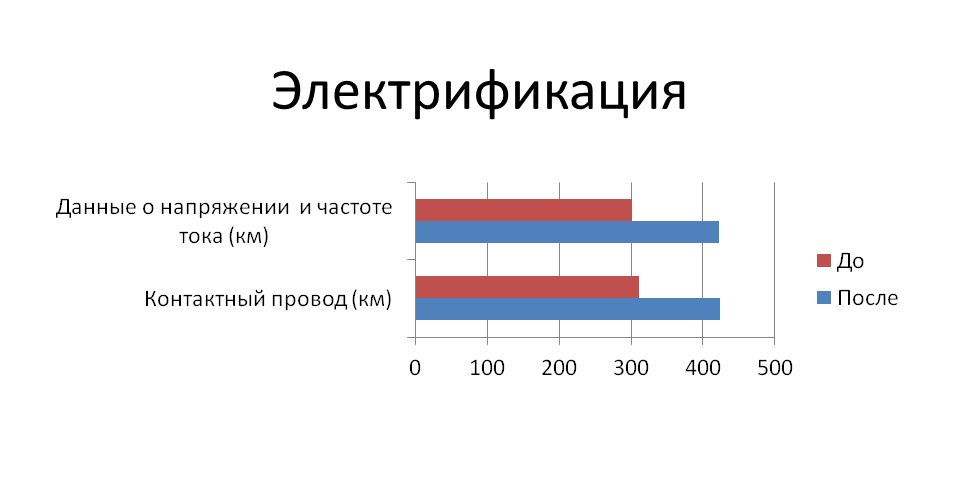 Электрификация
Данные о напряжении и частоте
тока (км)
Контактный провод (км)
До
После
0 100 200 300 400 500